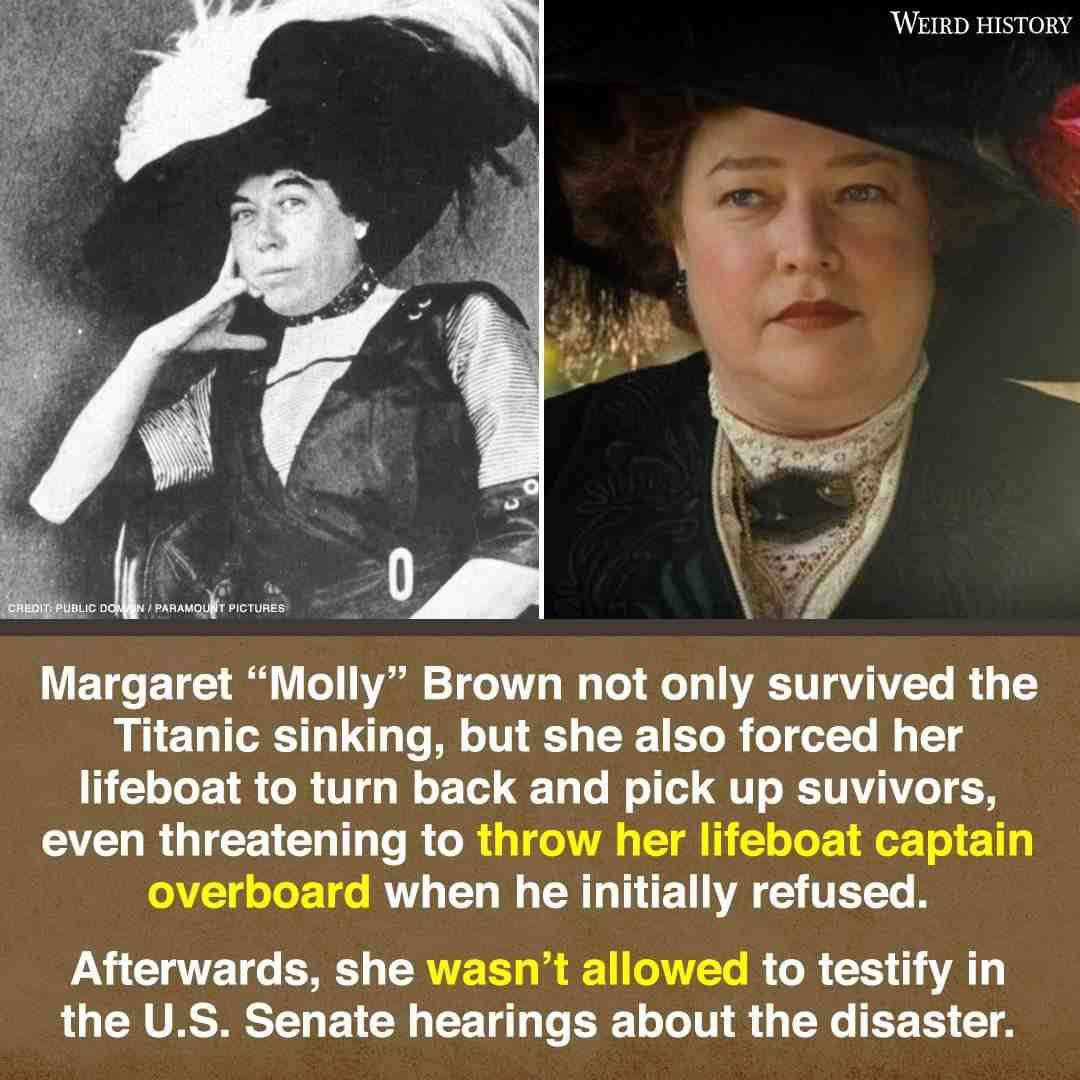 WEIRD HISTORY
CREDIT: PUBLIC DOMAIN / PARAMOUNT PICTURES
Margaret “Molly” Brown not only survived the
Titanic sinking, but she also forced her
lifeboat to turn back and pick up suvivors,
even threatening to throw her lifeboat captain
overboard when he initially refused.
Afterwards, she wasn’t allowed to testify in
the U.S. Senate hearings about the disaster.